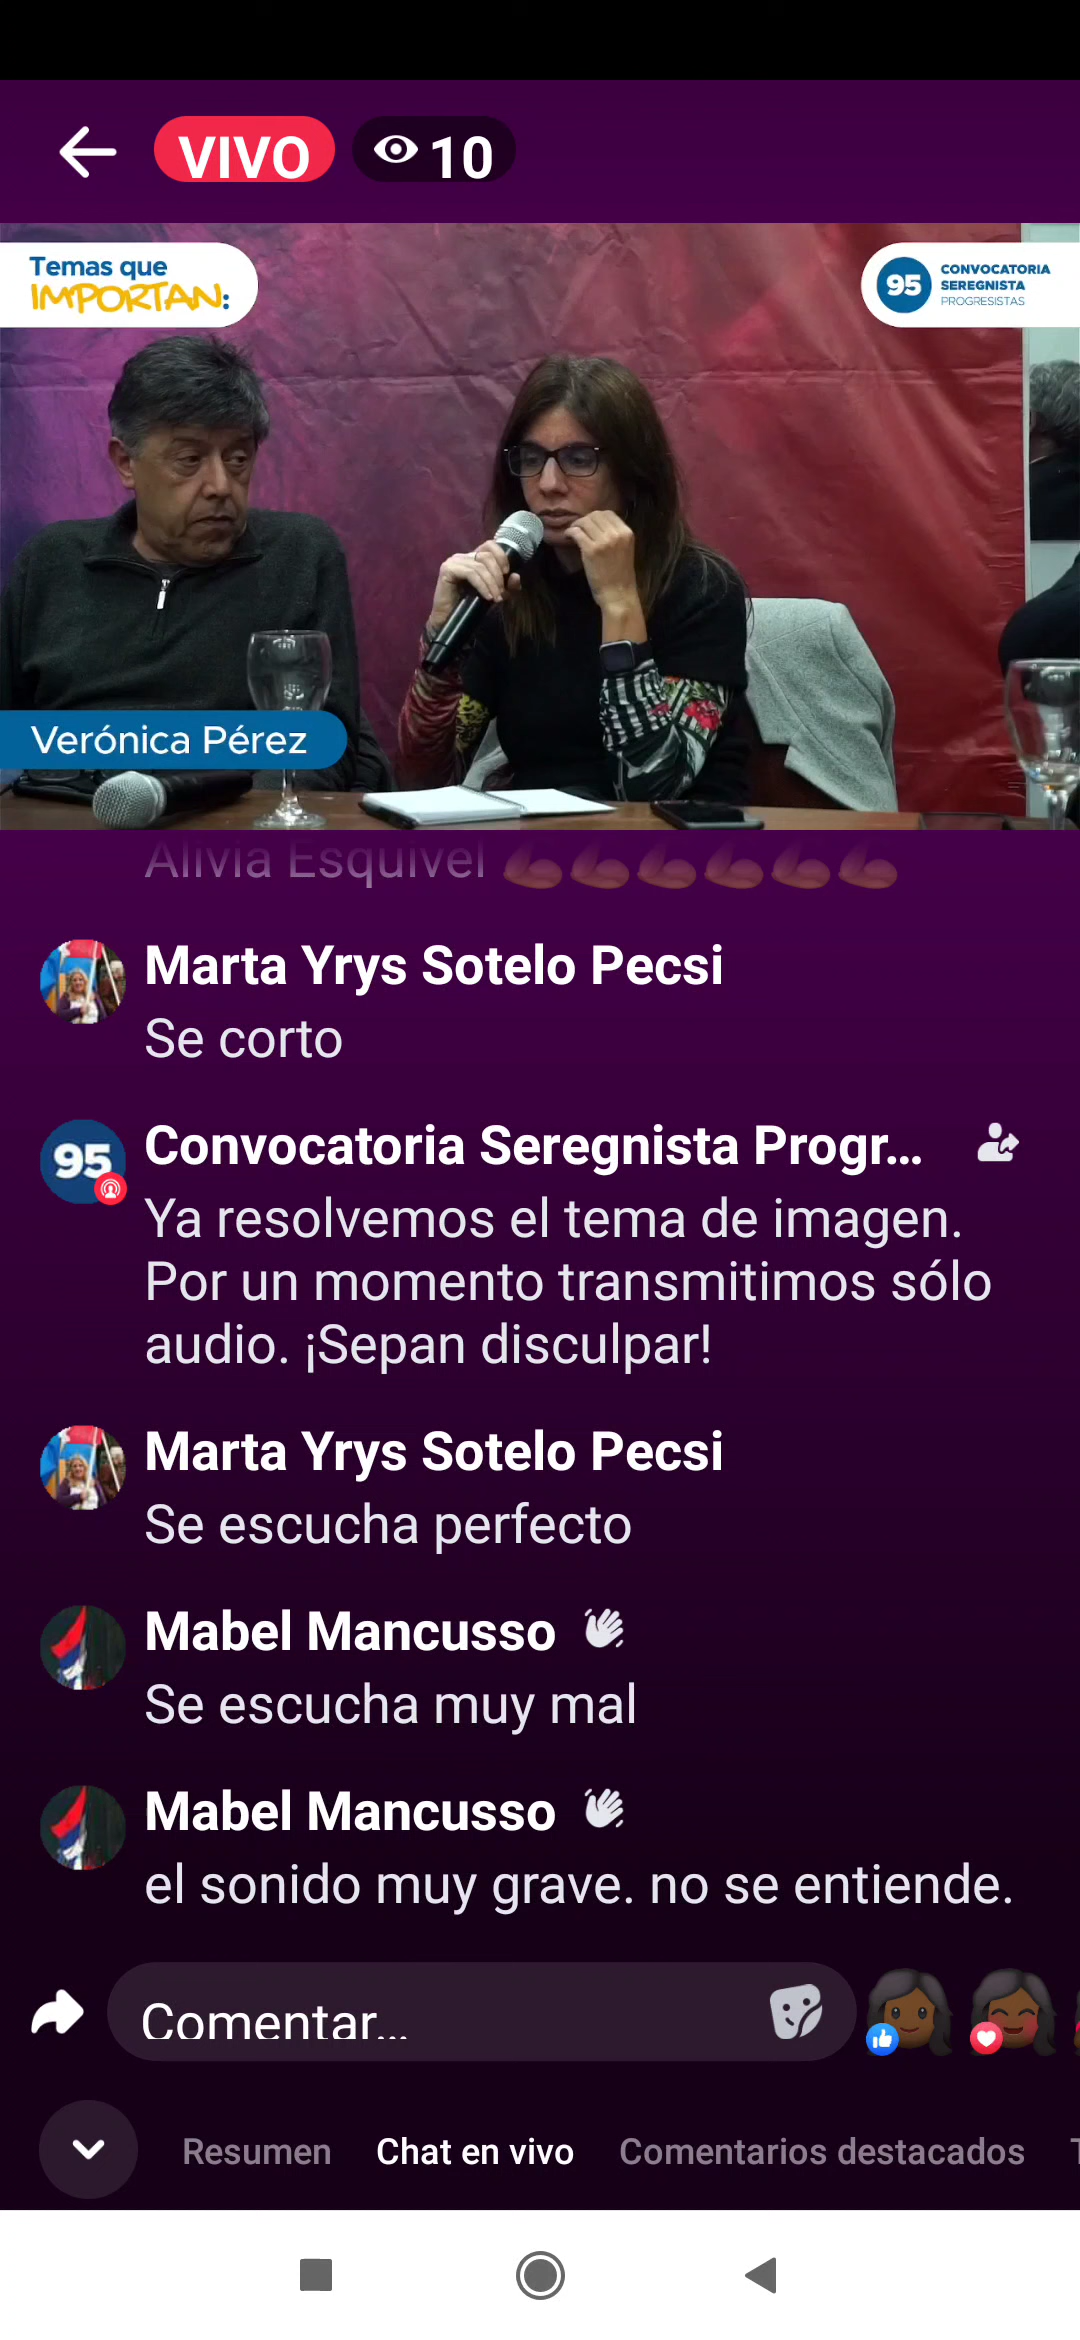 VIVO
10
Temas que
IMPORTAN:
95
CONVOCATORIA
SEREGNISTA
PROGRESISTAS
Verónica Pérez
Alivia Esquivel 💪💪💪💪💪💪
Marta Yrys Sotelo Pecsi
Se corto
95
Convocatoria Seregnista Progr...
Ya resolvemos el tema de imagen.
Por un momento transmitimos sólo
audio. ¡Sepan disculpar!
Marta Yrys Sotelo Pecsi
Se escucha perfecto
Mabel Mancusso
Se escucha muy mal
Mabel Mancusso
el sonido muy grave. no se entiende.
Comentar...
Resumen
Chat en vivo
Comentarios destacados